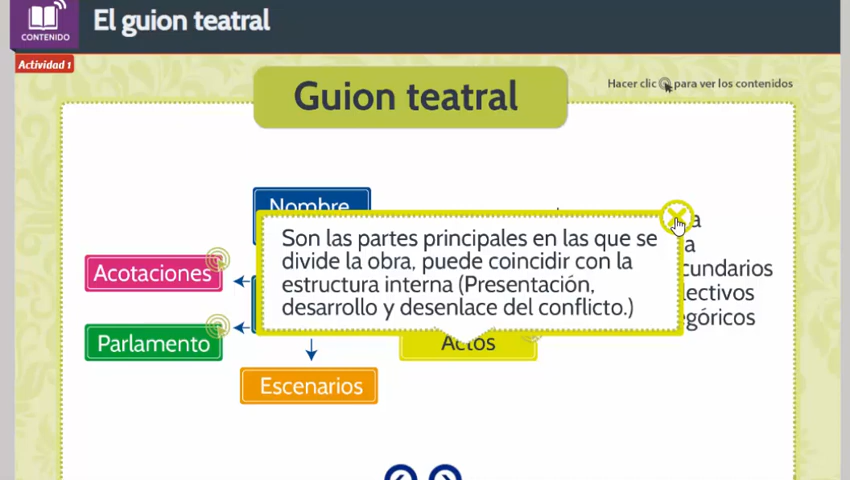 CONTENIDO
El guion teatral
Actividad 1
Hacer clic para ver los contenidos
Guion teatral
Nombre
Son las partes principales en las que se
divide la obra, puede coincidir con la
estructura interna (Presentación,
desarrollo y desenlace del conflicto.)
a
a
cundarios
lectivos
góricos
Acotaciones
Parlamento
Actos
Escenarios